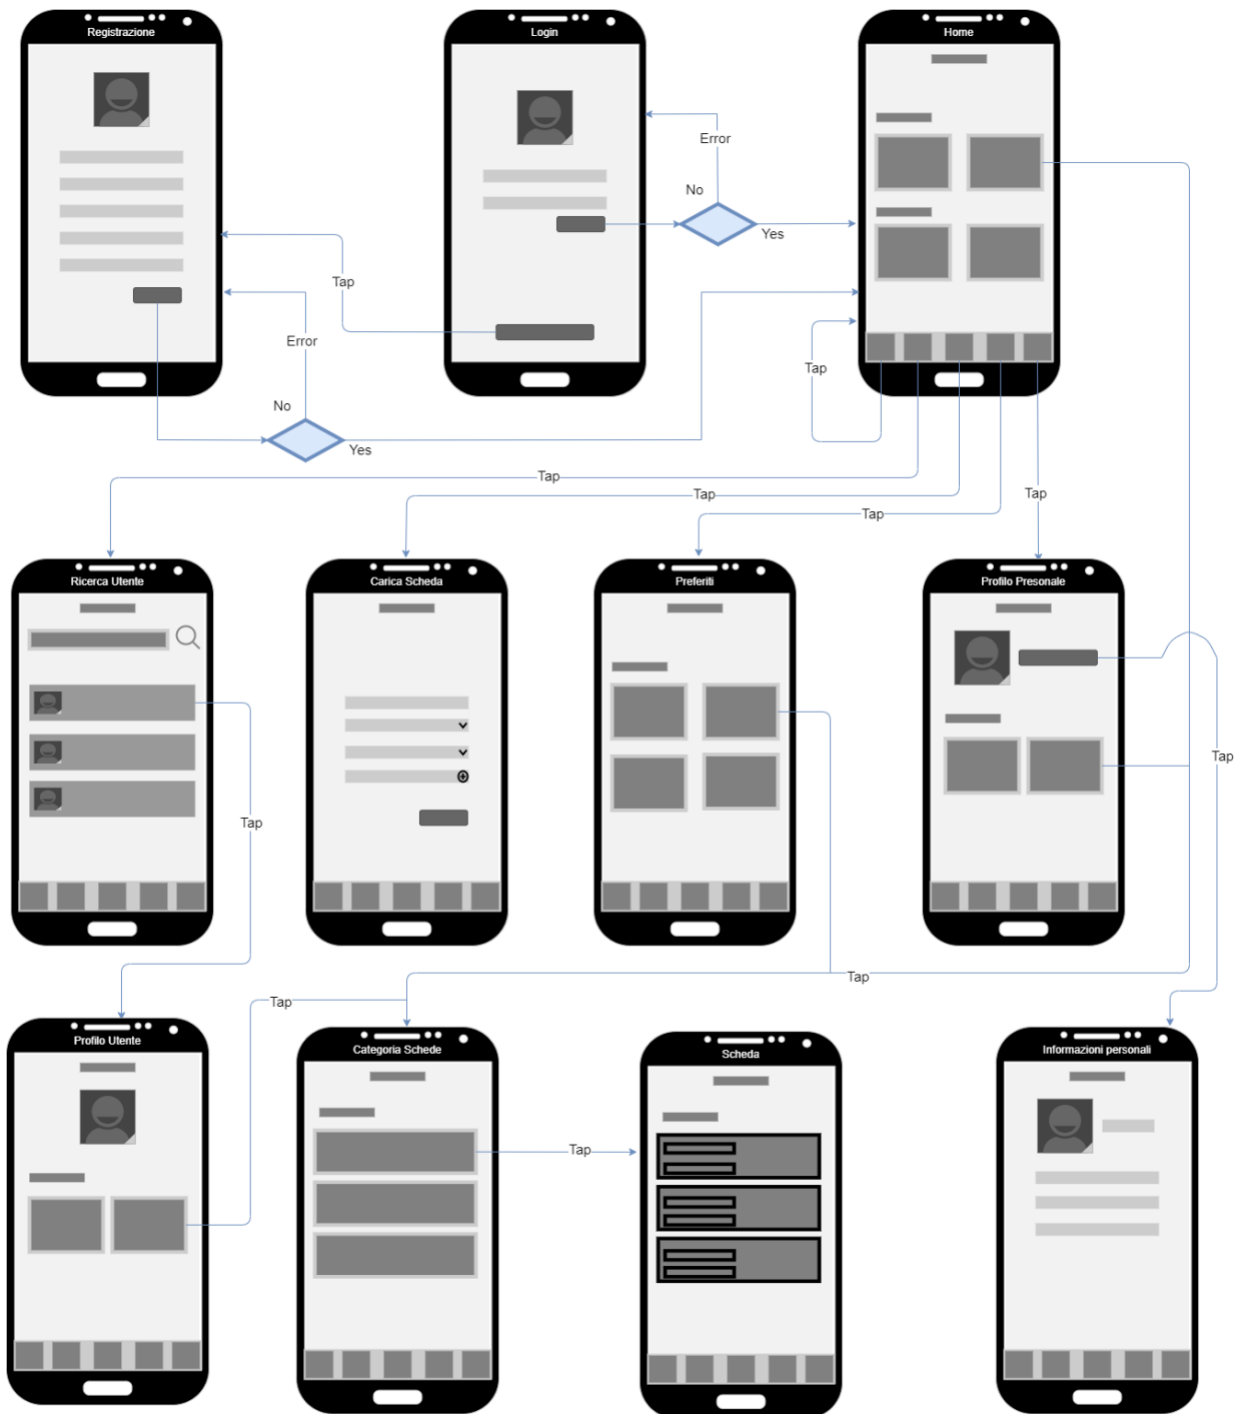 Registrazione
Login
Home
Error
No
Yes
Tap
Error
No
Yes
Tap
Tap
Tap
Tap
Tap
Ricerca Utente
Carica Scheda
Preferiti
Profilo Presonale
Tap
Tap
Tap
Tap
Profilo Utente
Categoria Schede
Scheda
Informazioni personali
Tap